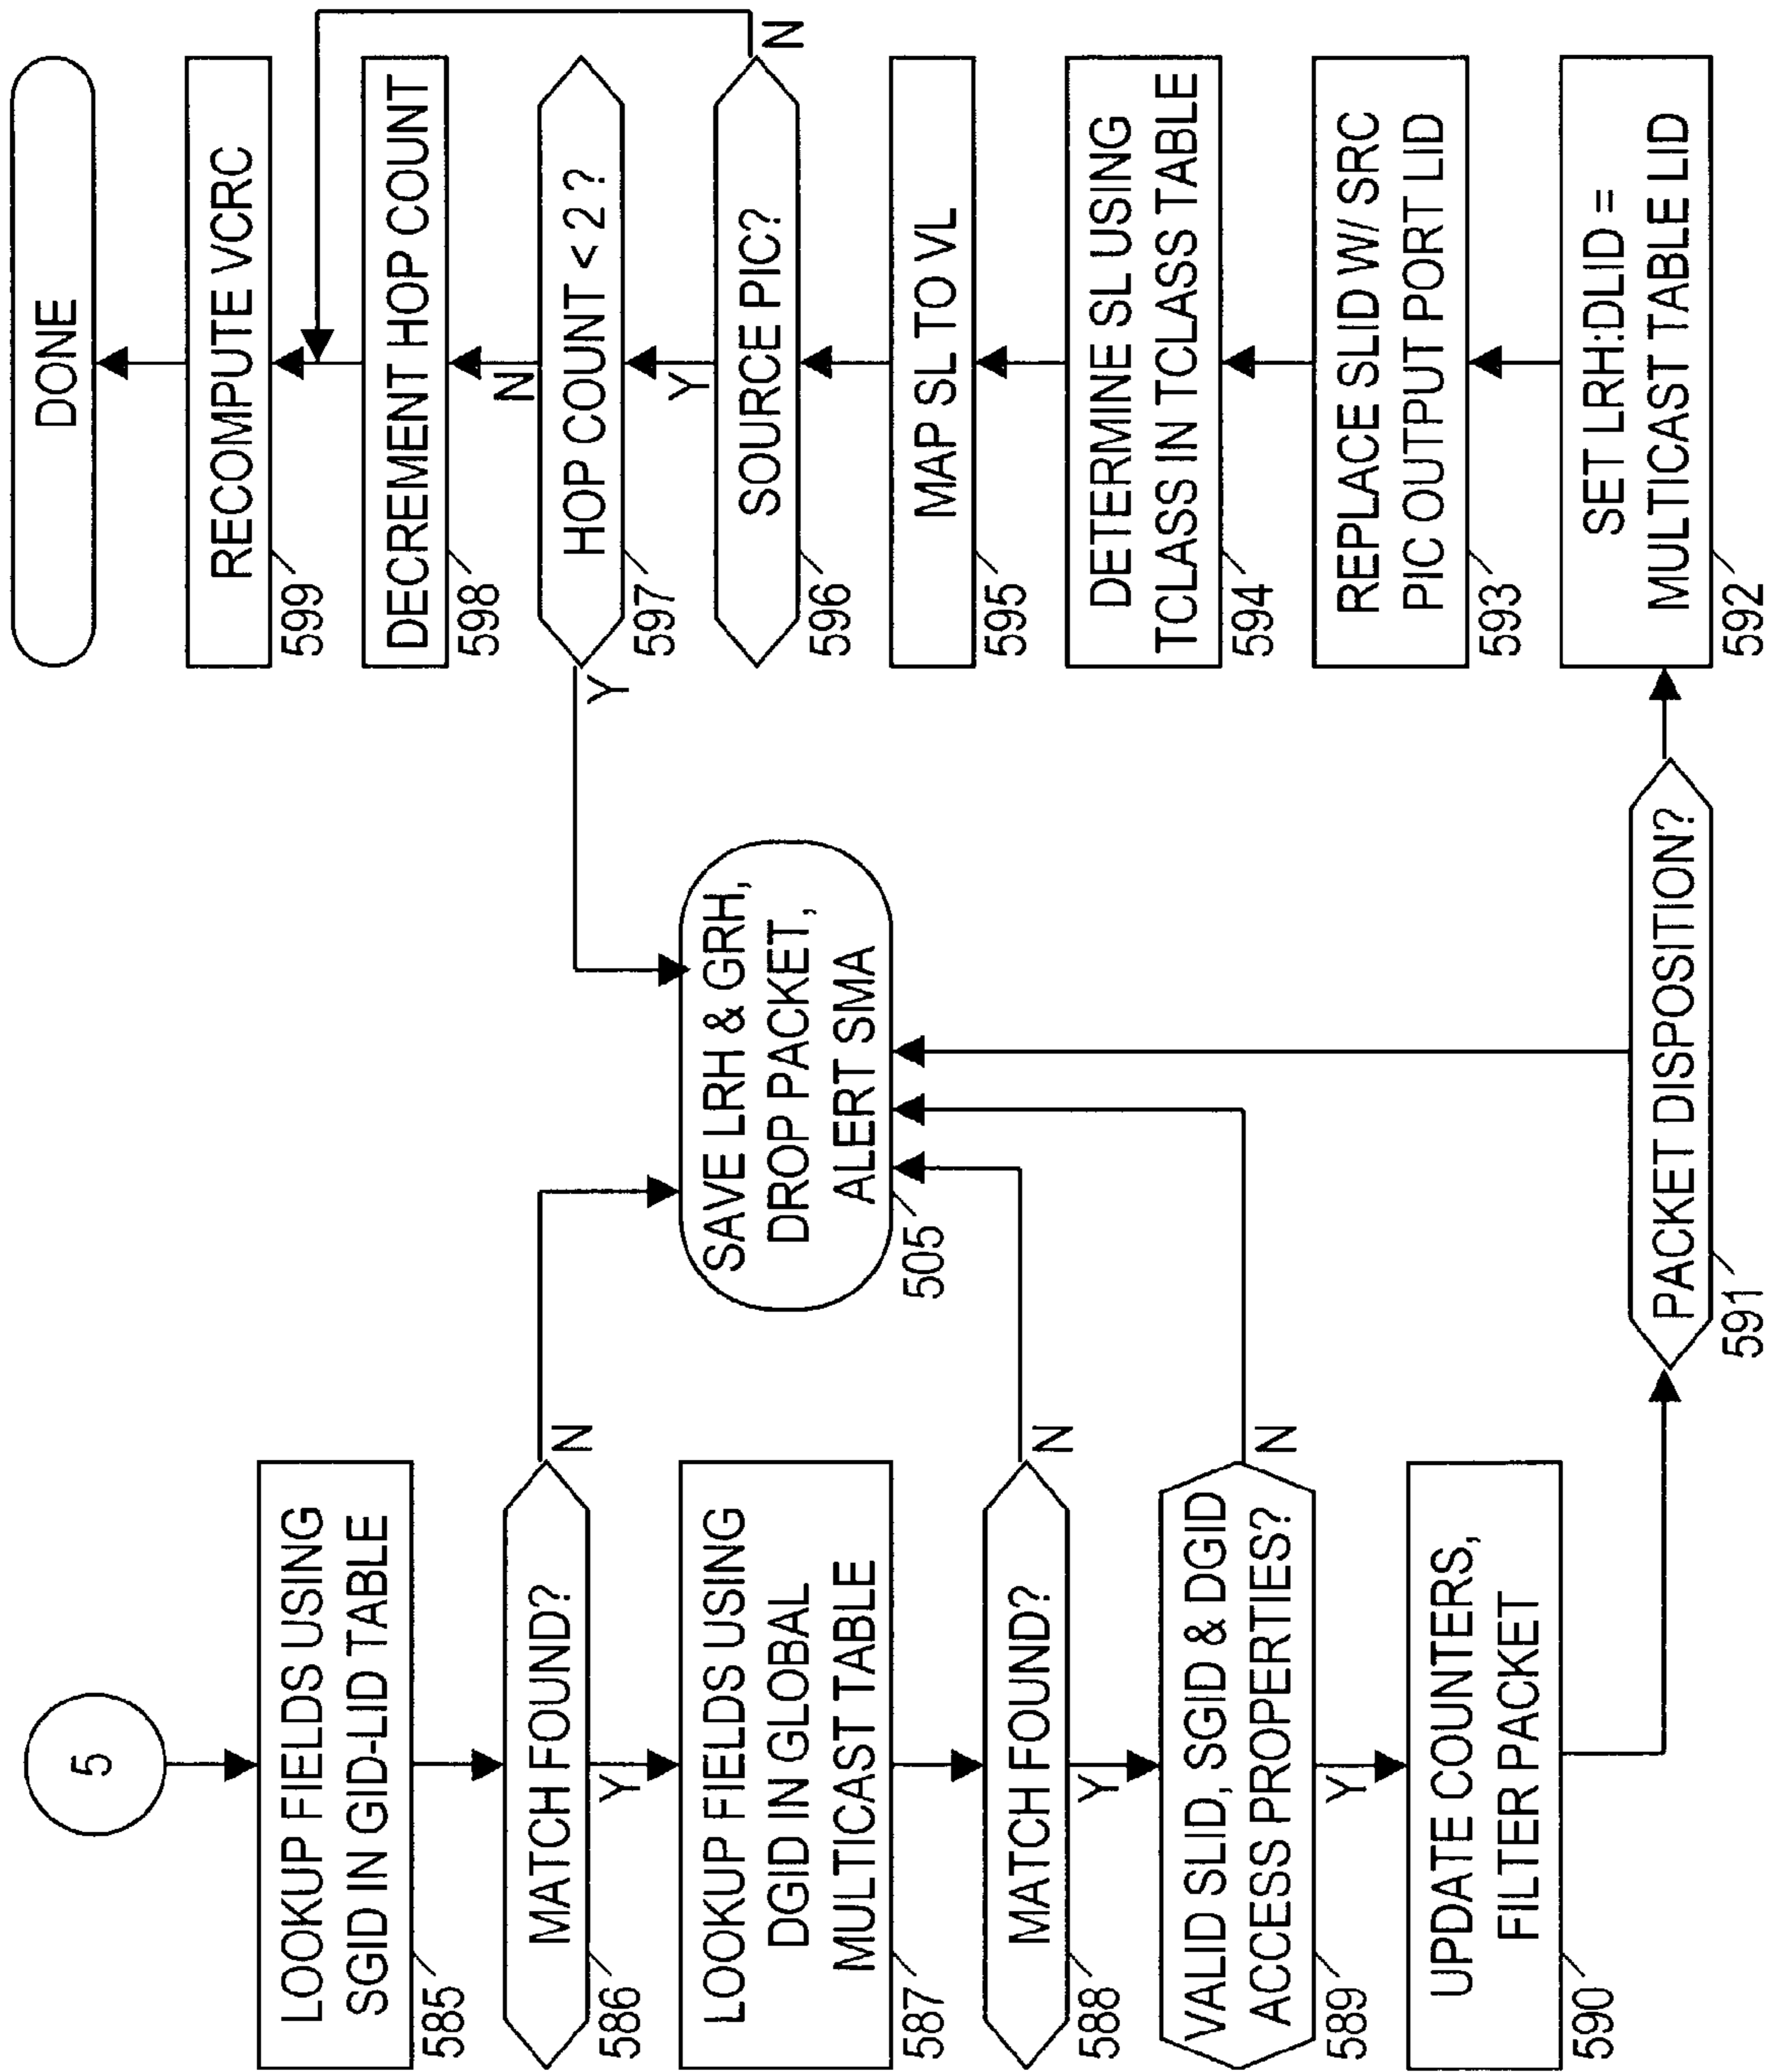 5
LOOKUP FIELDS USING
SGID IN GID-LID TABLE
585
MATCH FOUND?
586
N
Y
LOOKUP FIELDS USING
DGID IN GLOBAL
MULTICAST TABLE
587
MATCH FOUND?
588
N
Y
VALID SLID, SGID & DGID
ACCESS PROPERTIES?
589
N
Y
UPDATE COUNTERS,
FILTER PACKET
590
SAVE LRH & GRH,
DROP PACKET,
ALERT SMA
505
PACKET DISPOSITION?
591
SET LRH:DLID =
MULTICAST TABLE LID
592
REPLACE SLID W/ SRC
PIC OUTPUT PORT LID
593
DETERMINE SL USING
TCLASS IN TCLASS TABLE
594
MAP SL TO VL
595
SOURCE PIC?
596
N
Y
HOP COUNT < 2 ?
597
Y
N
DECREMENT HOP COUNT
598
RECOMPUTE VCRC
599
DONE